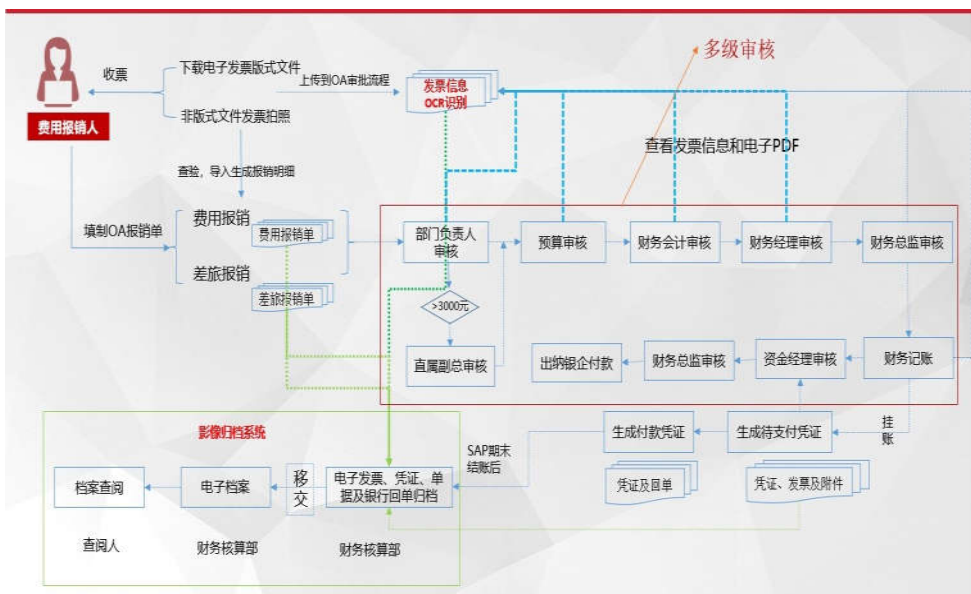 多级审核
收票
下载电子发票版式文件
上传到OA审批流程
发票信息
OCR识别
费用报销人
非版式文件发票拍照
查看发票信息和电子PDF
查验，导入生成报销明细
填制OA报销单
费用报销
费用报销单
差旅报销
差旅报销单
部门负责人
审核
预算审核
财务会计审核
财务经理审核
财务总监审核
>3000元
直属副总审核
出纳银企付款
财务总监审核
资金经理审核
财务记账
挂
账
影像归档系统
SAP期末
结账后
生成付款凭证
生成待支付凭证
凭证及回单
凭证、发票及附件
档案查阅
电子档案
移
交
电子发票、凭证、单
据及银行回单归档
查阅人
财务核算部
财务核算部